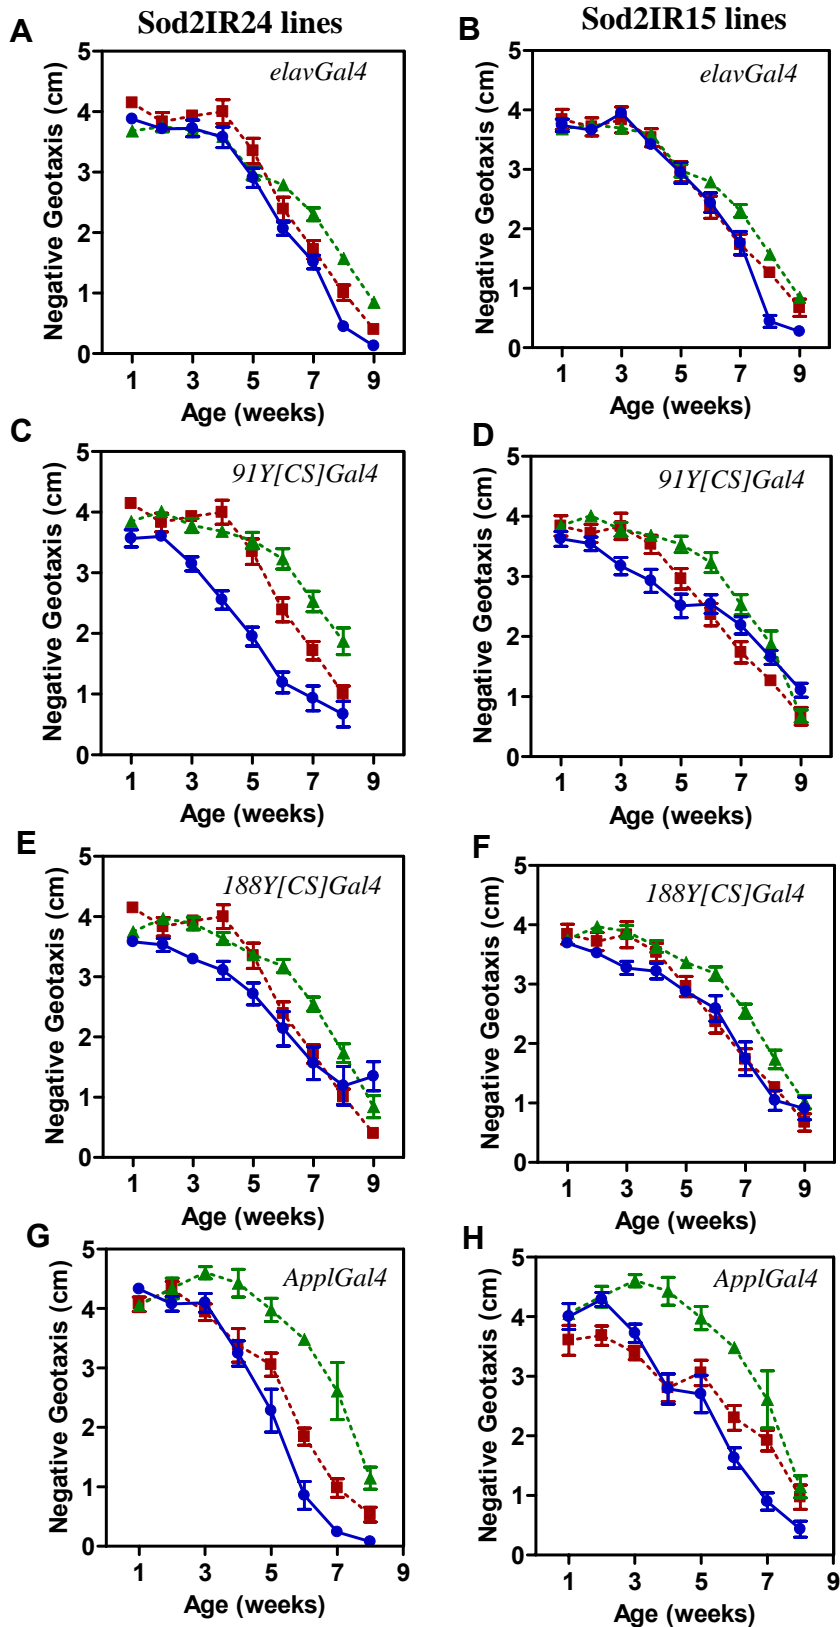 Sod2IR24 lines
Sod2IR15 lines
A
elavGal4
Negative Geotaxis (cm)
5
4
3
2
1
0
1 3 5 7 9
Age (weeks)
B
elavGal4
Negative Geotaxis (cm)
5
4
3
2
1
0
1 3 5 7 9
Age (weeks)
C
91Y[CS]Gal4
Negative Geotaxis (cm)
5
4
3
2
1
0
1 3 5 7 9
Age (weeks)
D
91Y[CS]Gal4
Negative Geotaxis (cm)
5
4
3
2
1
0
1 3 5 7 9
Age (weeks)
E
188Y[CS]Gal4
Negative Geotaxis (cm)
5
4
3
2
1
0
1 3 5 7 9
Age (weeks)
F
188Y[CS]Gal4
Negative Geotaxis (cm)
5
4
3
2
1
0
1 3 5 7 9
Age (weeks)
G
ApplGal4
Negative Geotaxis (cm)
5
4
3
2
1
0
1 3 5 7 9
Age (weeks)
H
ApplGal4
Negative Geotaxis (cm)
5
4
3
2
1
0
1 3 5 7 9
Age (weeks)